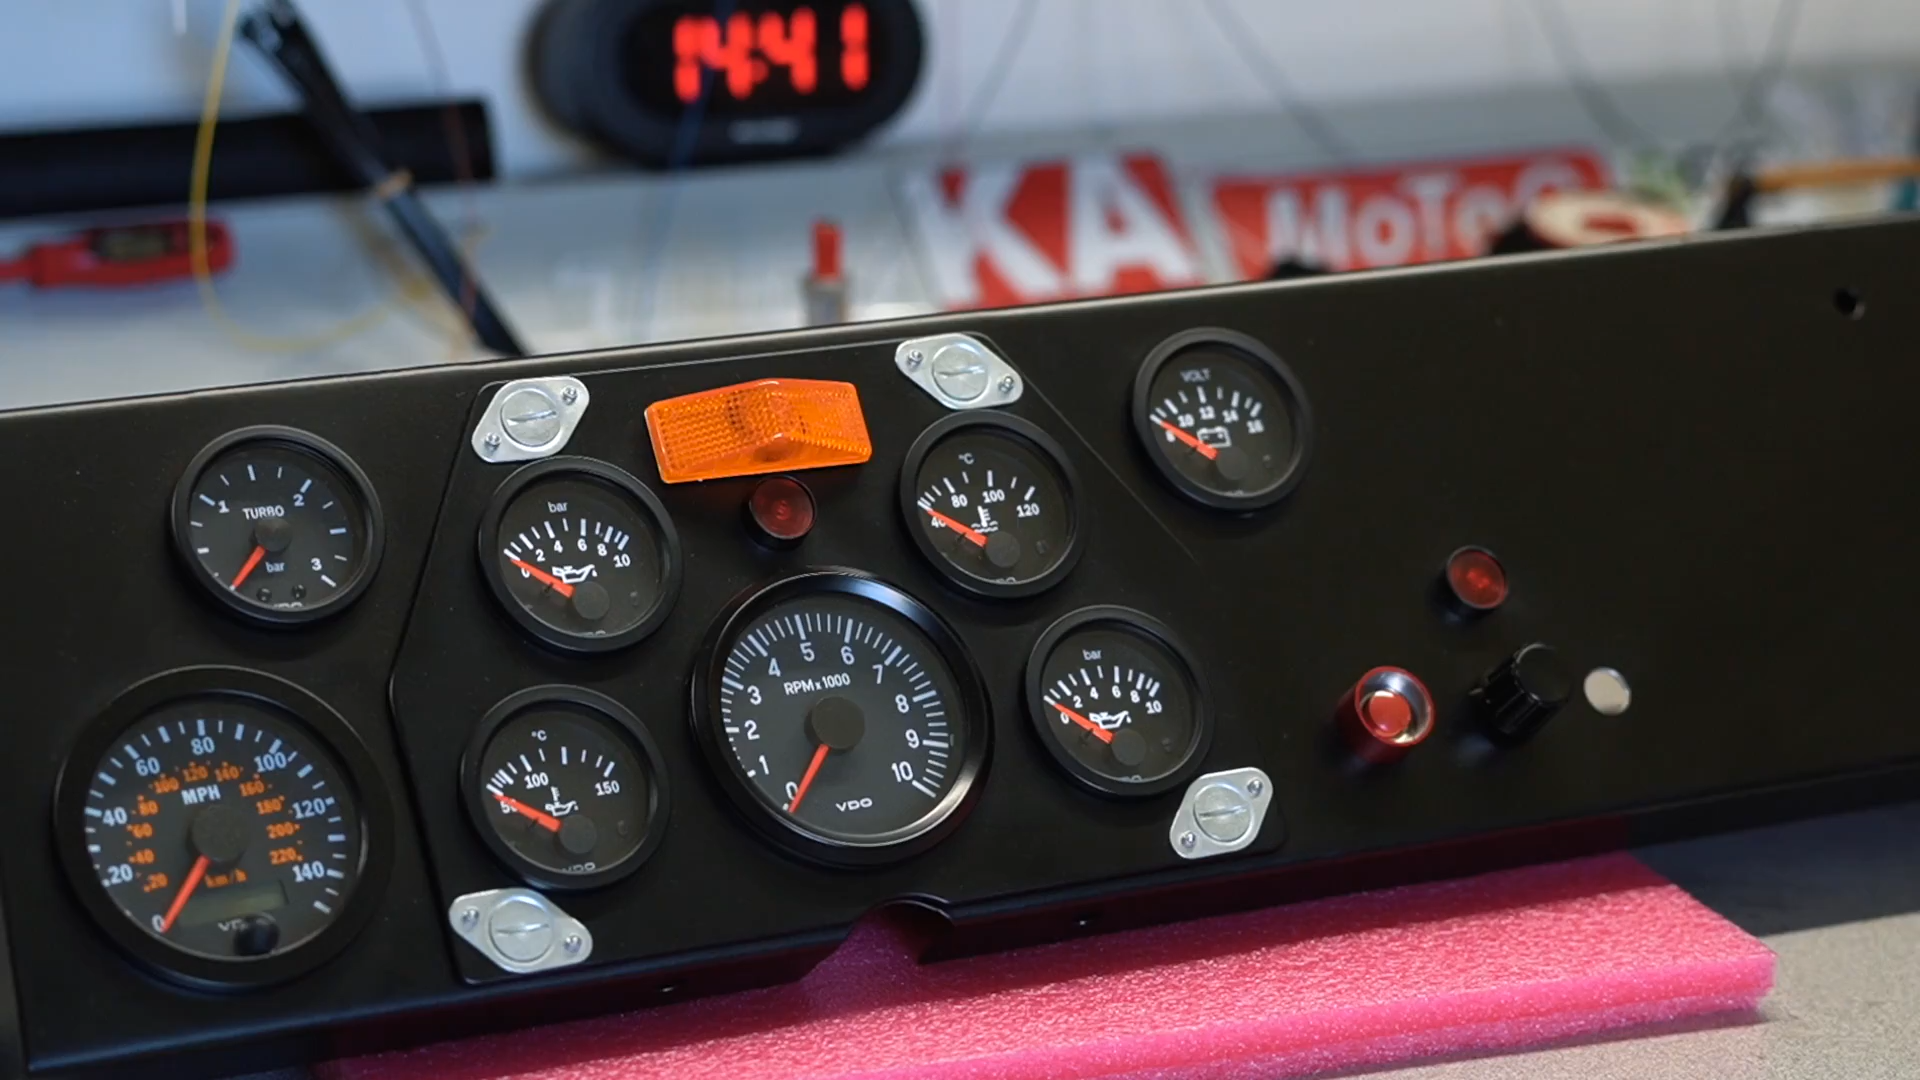 14:41
KA MoToG
VOLT
8 10 12 14 16
TURBO
1 2 3
bar
bar
0 2 4 6 8 10
°C
40 80 100 120
RPM x 1000
0 1 2 3 4 5 6 7 8 9 10
VDO
bar
0 2 4 6 8 10
°C
50 100 150
MPH
0 20 40 60 80 100 120 140
20 40 60 80 100 120 140 160 180 200 220
km/h
VDO